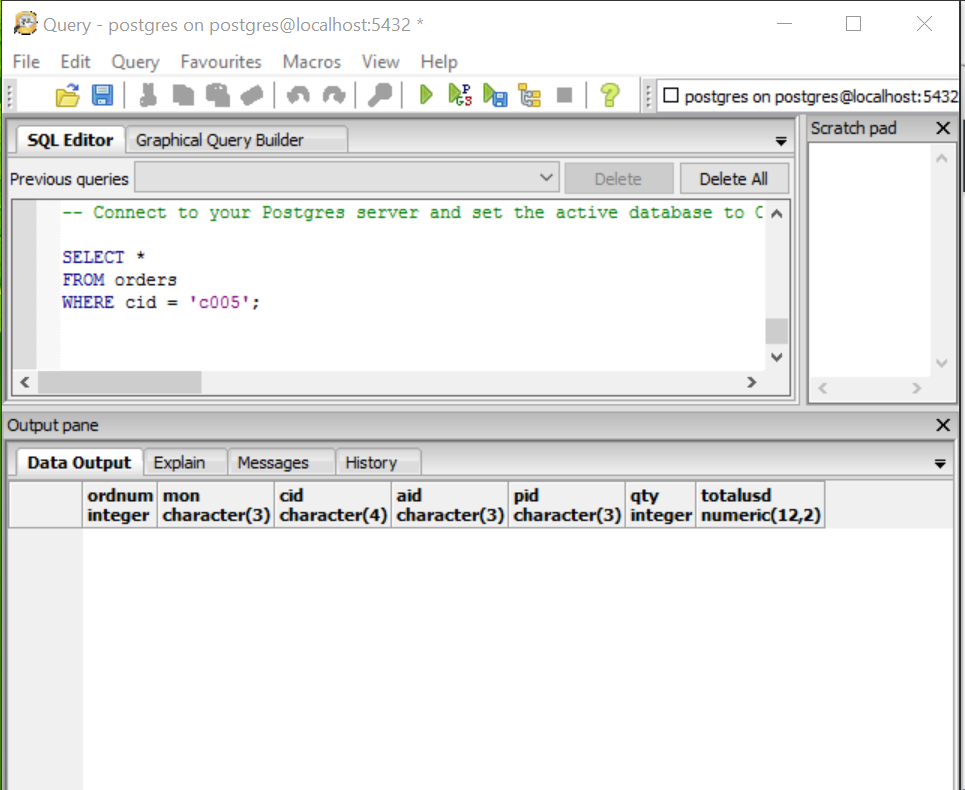 Query - postgres on postgres@localhost:5432 *
File Edit Query Favourites Macros View Help
postgres on postgres@localhost:5432
SQL Editor Graphical Query Builder
Scratch pad
Previous queries Delete Delete All
-- Connect to your Postgres server and set the active database to C
SELECT *
FROM orders
WHERE cid = 'c005';
Output pane
Data Output Explain Messages History
ordnum mon cid aid pid qty totalusd
integer character(3) character(4) character(3) character(3) integer numeric(12,2)